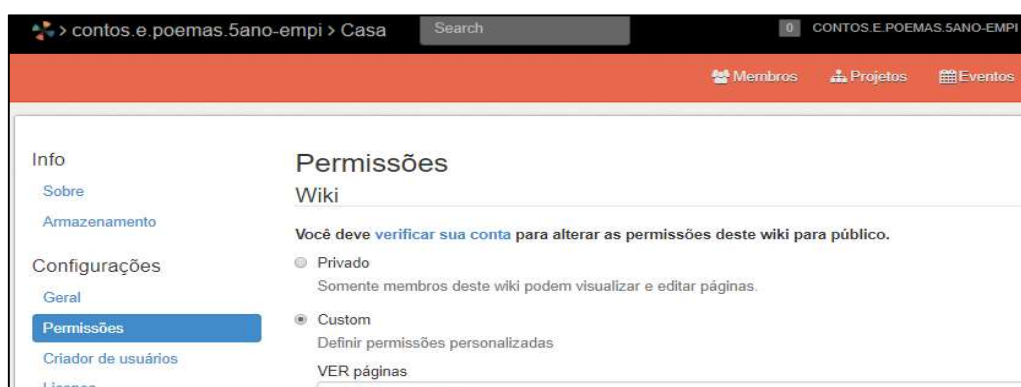 > contos.e.poemas.5ano-empi > Casa Search 0 CONTOS.E.POEMAS.5ANO-EMPI
Membros Projetos Eventos
Info
Sobre
Armazenamento
Configurações
Geral
Permissões
Criador de usuários
Licença
Permissões
Wiki
Você deve verificar sua conta para alterar as permissões deste wiki para público.
Privado
Somente membros deste wiki podem visualizar e editar páginas.
Custom
Definir permissões personalizadas
VER páginas